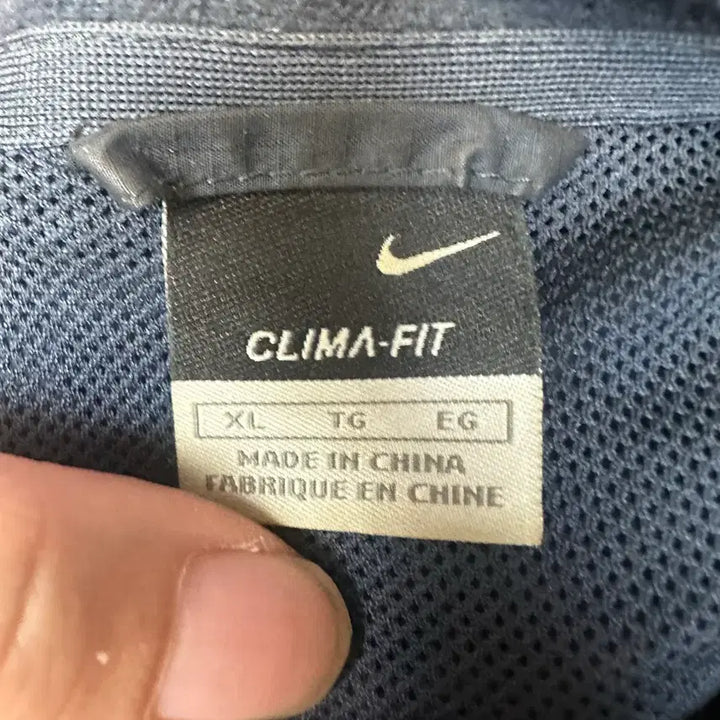 CLIMA-FIT
XL TG EG
MADE IN CHINA
FABRIQUE EN CHINE